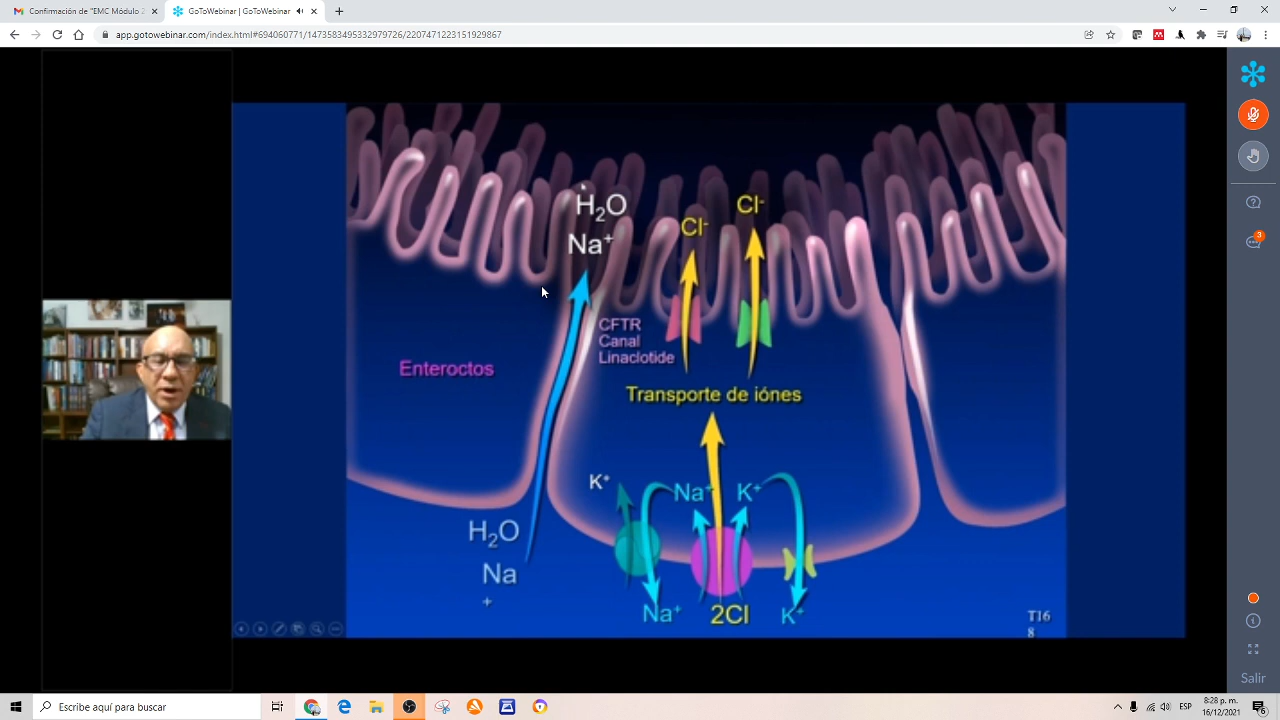 Confirmación de "EMC Módulo 2
GoToWebinar | GoToWebinar
app.gotowebinar.com/index.html#694060771/1473583495332979726/2207471223151929867
3
H₂O
Na⁺
Cl⁻
Cl⁻
CFTR
Canal
Linaclotide
Enteroctos
Transporte de iónes
K⁺
Na⁺
K⁺
H₂O
Na
+
Na⁺
2Cl
K⁺
T16
8
Salir
Escribe aquí para buscar
ESP
8:28 p. m.
16/12/2021